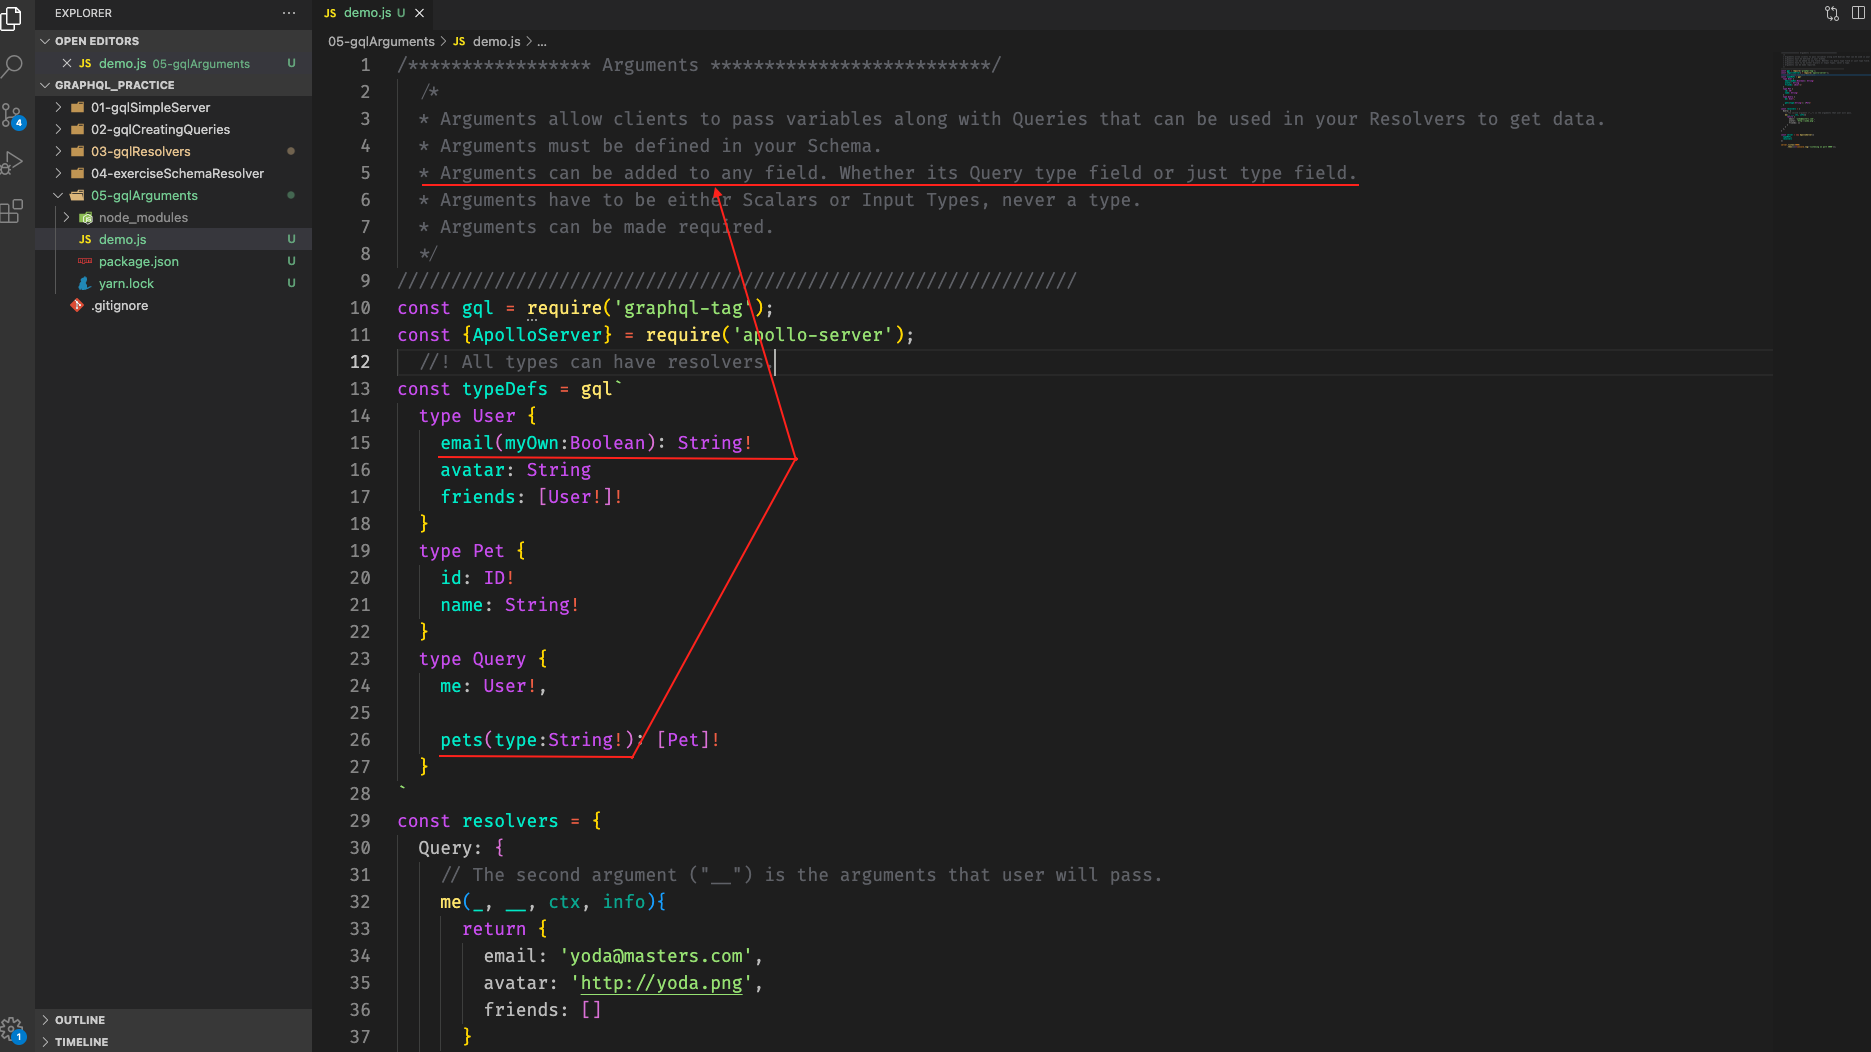 EXPLORER
OPEN EDITORS
demo.js 05-gqlArguments U
GRAPHQL_PRACTICE
01-gqlSimpleServer
02-gqlCreatingQueries
03-gqlResolvers
04-exerciseSchemaResolver
05-gqlArguments
node_modules
JS demo.js U
package.json U
yarn.lock U
.gitignore
OUTLINE
TIMELINE
4
1
JS demo.js U
05-gqlArguments > JS demo.js > ...
1 /***************** Arguments **************************/
2 /*
3 * Arguments allow clients to pass variables along with Queries that can be used in your Resolvers to get data.
4 * Arguments must be defined in your Schema.
5 * Arguments can be added to any field. Whether its Query type field or just type field.
6 * Arguments have to be either Scalars or Input Types, never a type.
7 * Arguments can be made required.
8 */
9 ///////////////////////////////////////////////////////////////
10 const gql = require('graphql-tag');
11 const {ApolloServer} = require('apollo-server');
12 //! All types can have resolvers.
13 const typeDefs = gql`
14 type User {
15 email(myOwn:Boolean): String!
16 avatar: String
17 friends: [User!]!
18 }
19 type Pet {
20 id: ID!
21 name: String!
22 }
23 type Query {
24 me: User!,
25
26 pets(type:String!): [Pet]!
27 }
28 `
29 const resolvers = {
30 Query: {
31 // The second argument ("__") is the arguments that user will pass.
32 me(_, __, ctx, info){
33 return {
34 email: 'yoda@masters.com',
35 avatar: 'http://yoda.png',
36 friends: []
37 }